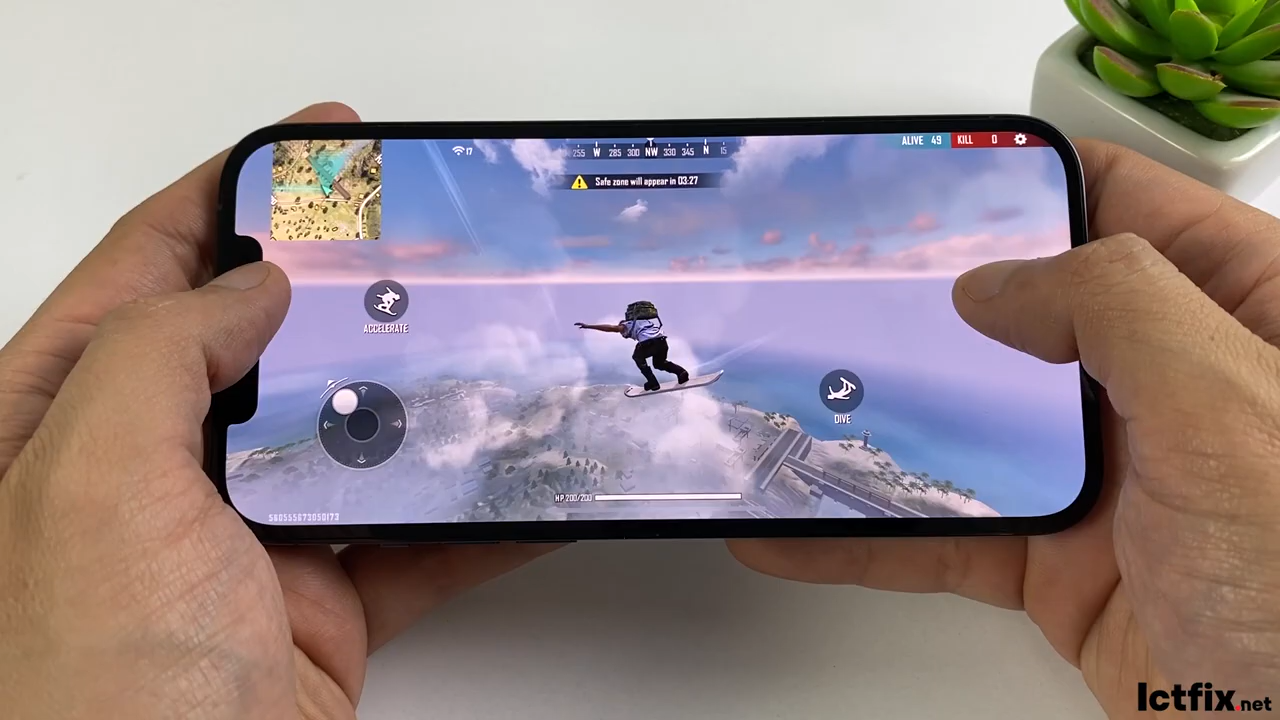 17
255 W 285 300 NW 330 345 N 15
ALIVE 49 KILL 0
Safe zone will appear in 03:27
ACCELERATE
DIVE
HP 200/200
Ictfix.net